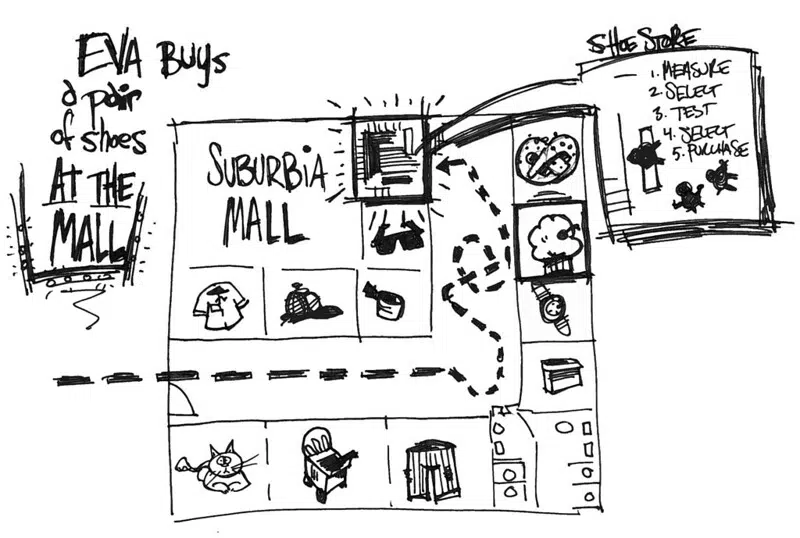 EVA BUYS
a pair
of shoes
AT THE
MALL
SUBURBIA
MALL
SHOE STORE
1. MEASURE
2. SELECT
3. TEST
4. SELECT
5. PURCHASE